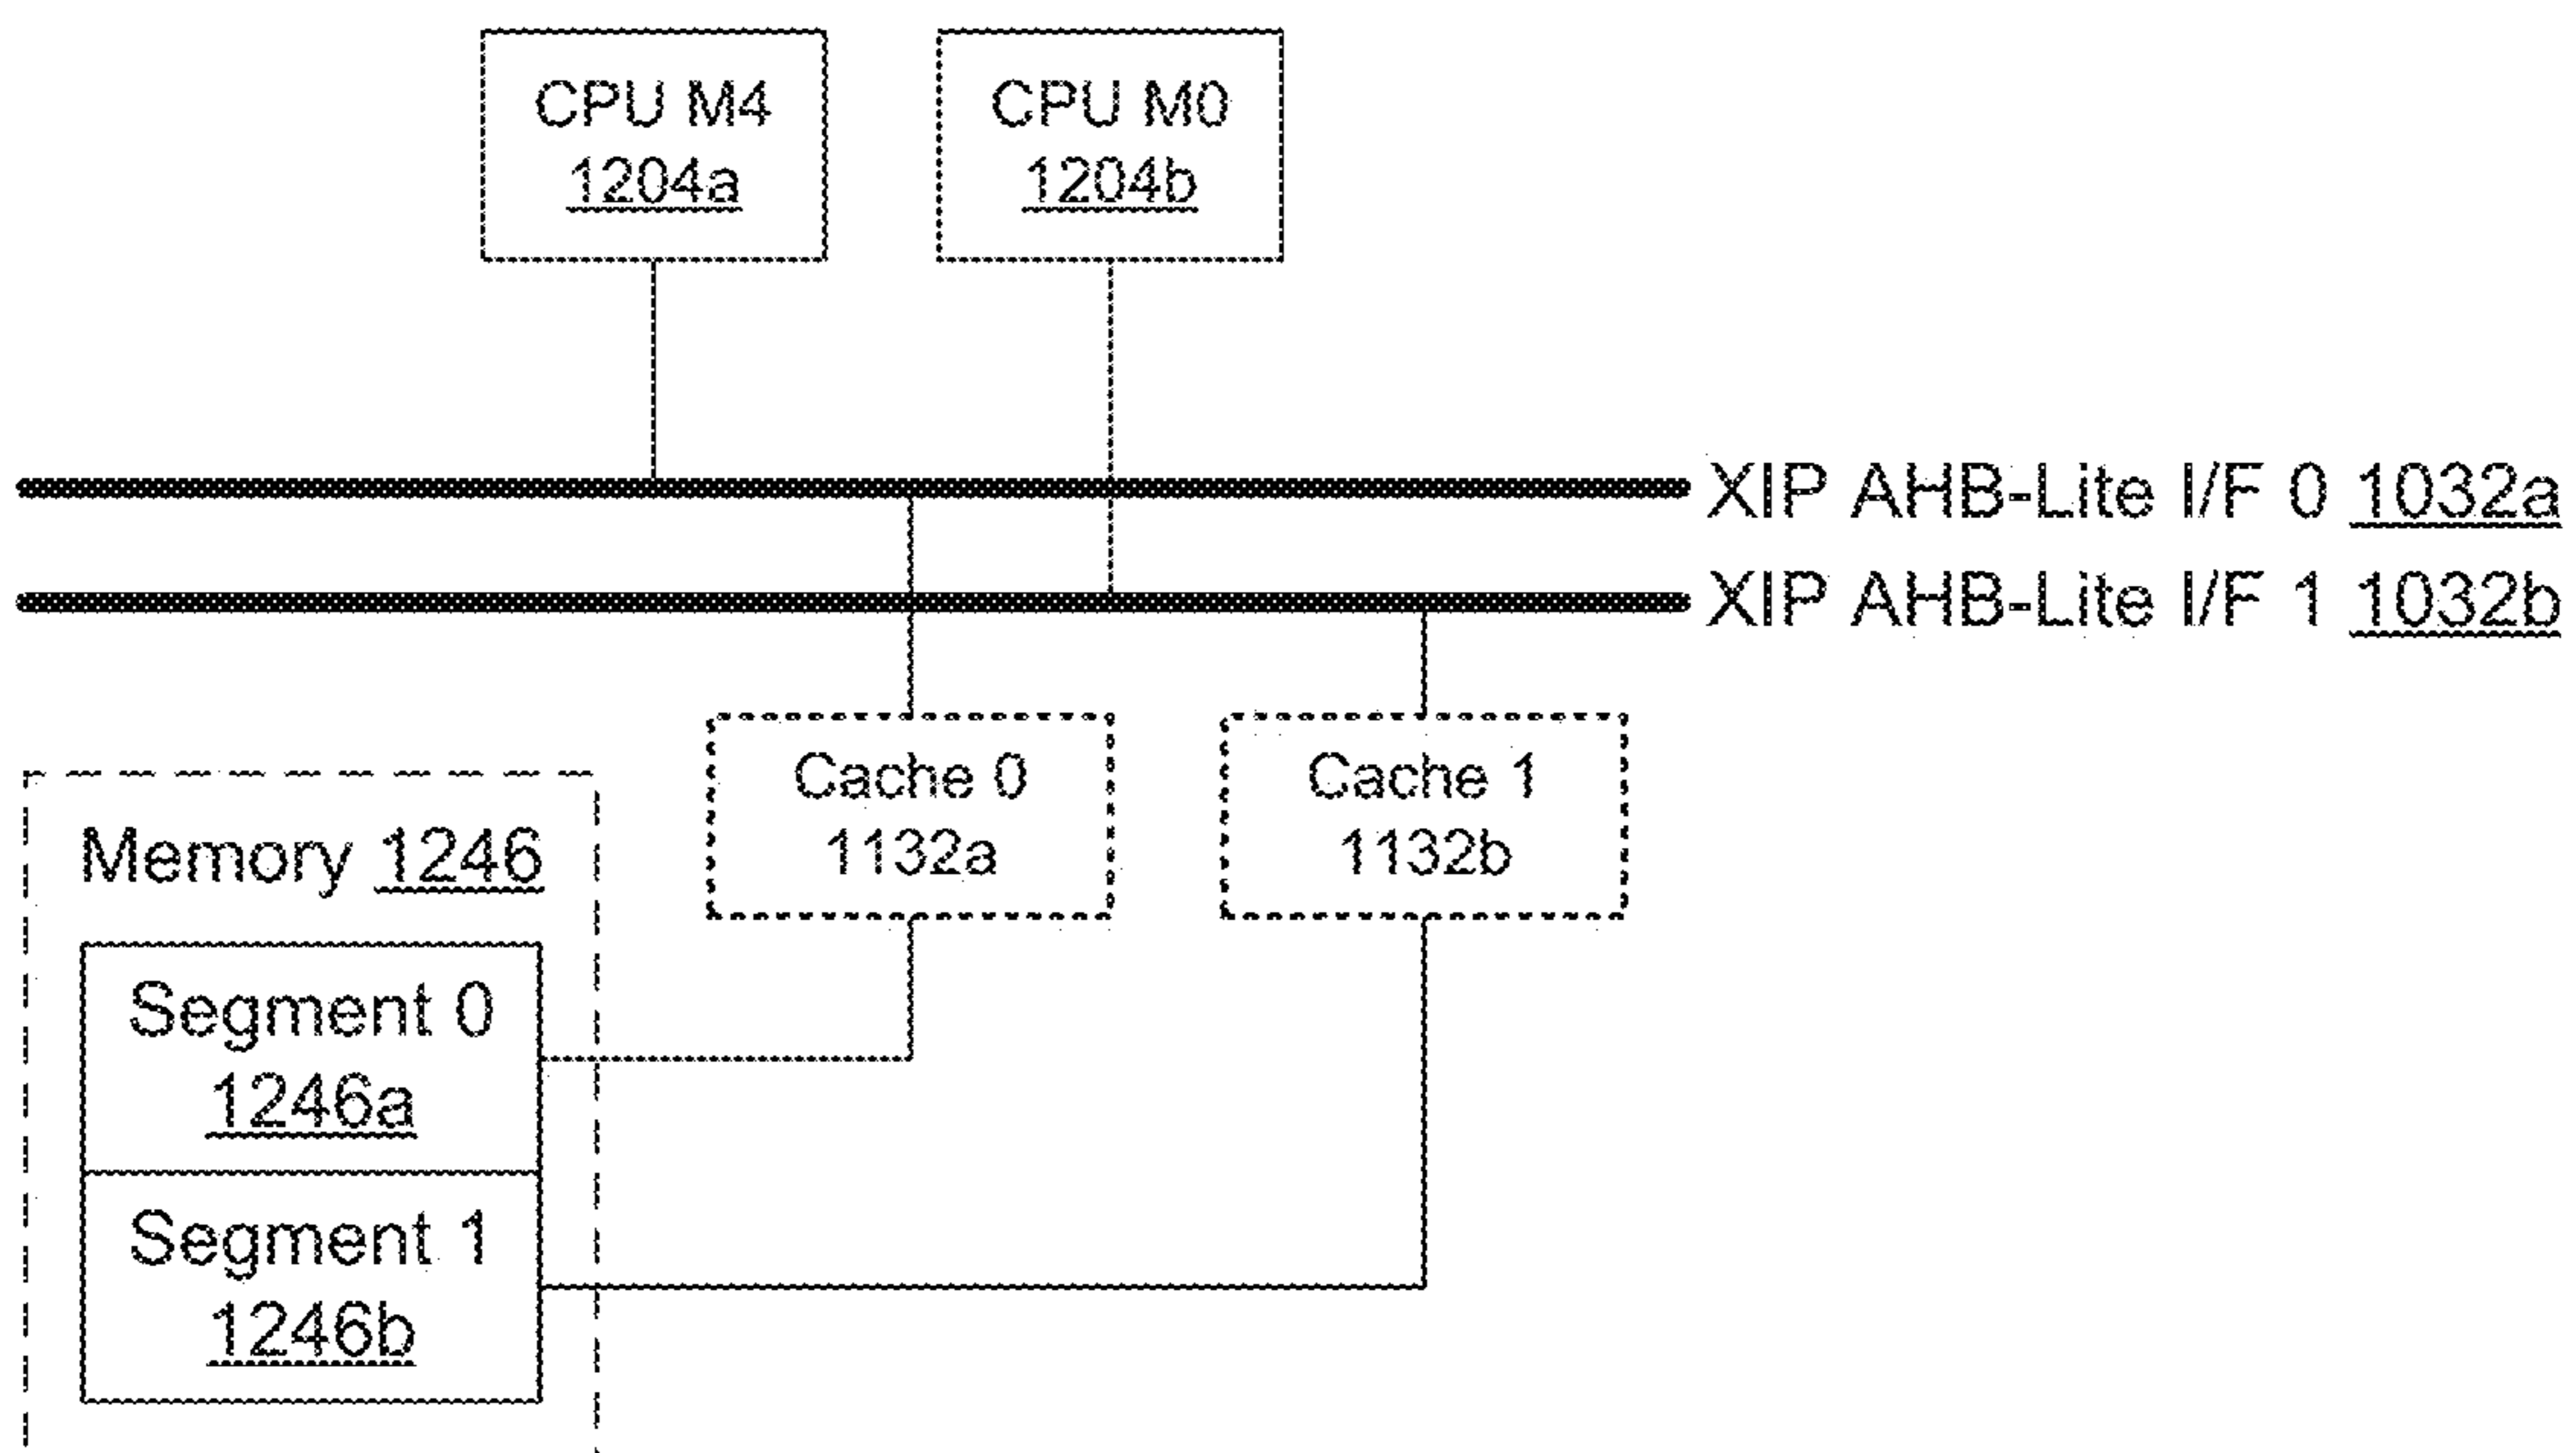 CPU M4
1204a
CPU M0
1204b
XIP AHB-Lite I/F 0 1032a
XIP AHB-Lite I/F 1 1032b
Cache 0
1132a
Cache 1
1132b
Memory 1246
Segment 0
1246a
Segment 1
1246b